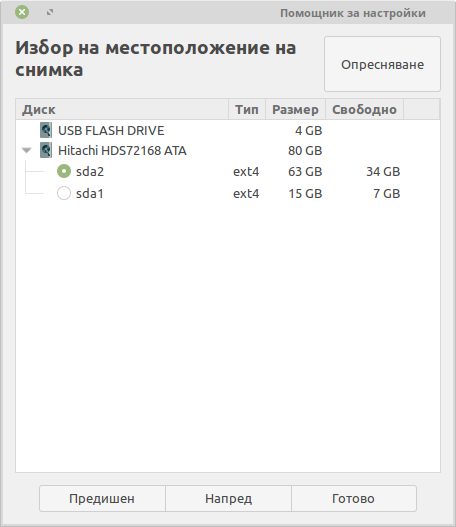 Помощник за настройки
Избор на местоположение на
снимка
Опресняване
Диск Тип Размер Свободно
USB FLASH DRIVE 4 GB
Hitachi HDS72168 ATA 80 GB
sda2 ext4 63 GB 34 GB
sda1 ext4 15 GB 7 GB
Предишен Напред Готово